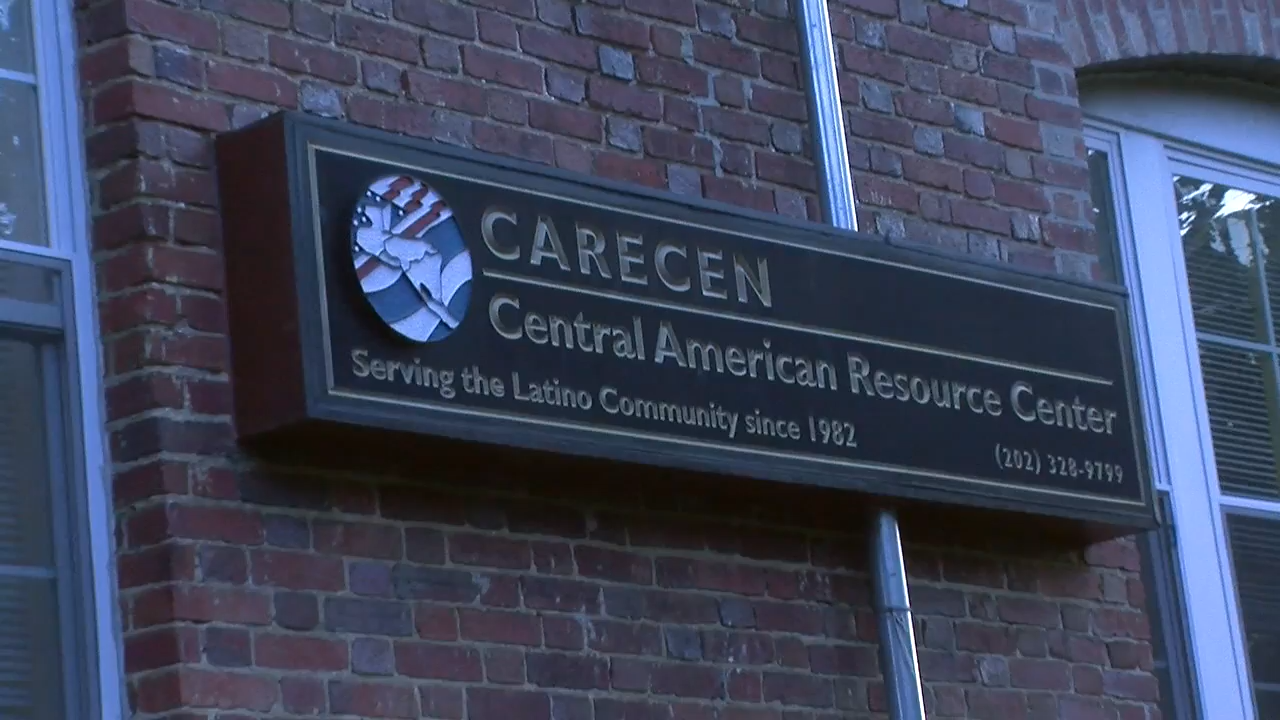 CARECEN
Central American Resource Center
Serving the Latino Community since 1982
(202) 328-9799